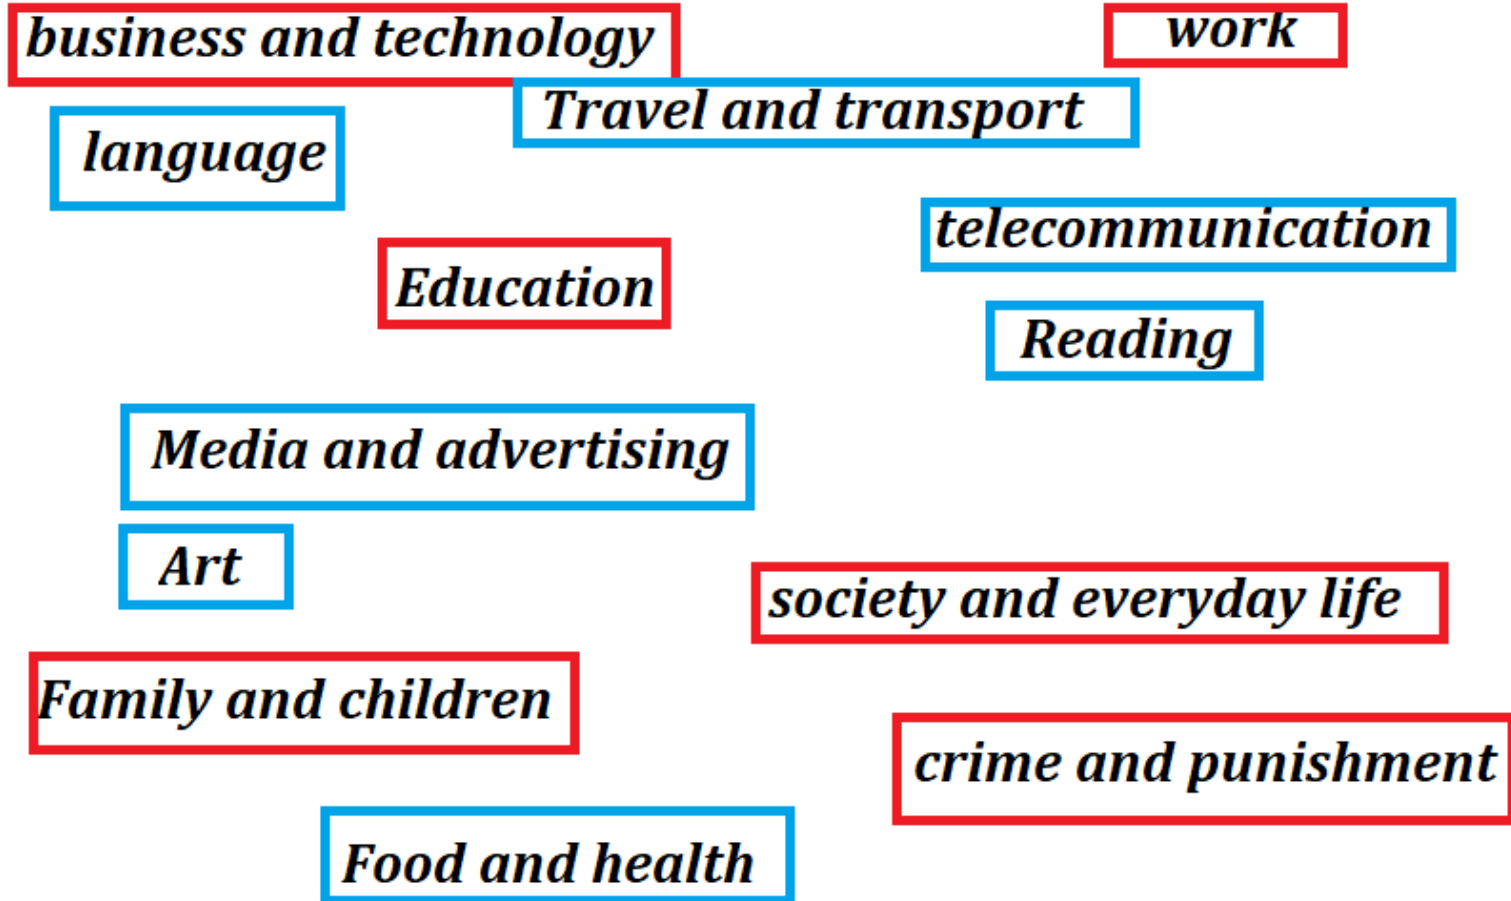 business and technology
work
Travel and transport
language
telecommunication
Education
Reading
Media and advertising
Art
society and everyday life
Family and children
crime and punishment
Food and health